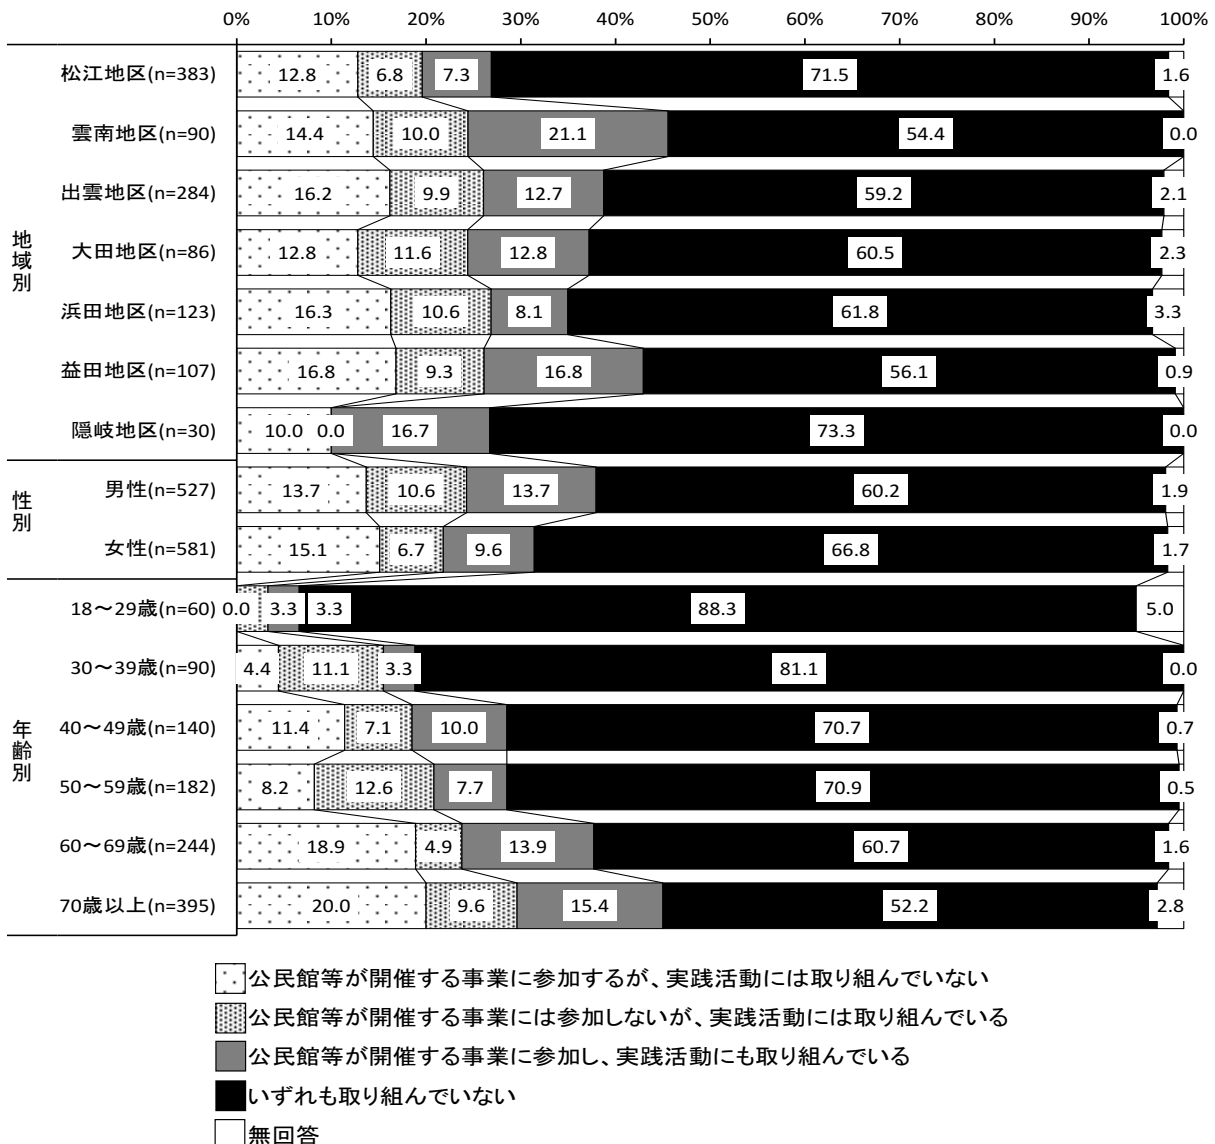 0% 10% 20% 30% 40% 50% 60% 70% 80% 90% 100%
地域別
松江地区(n=383) 12.8 6.8 7.3 71.5 1.6
雲南地区(n=90) 14.4 10.0 21.1 54.4 0.0
出雲地区(n=284) 16.2 9.9 12.7 59.2 2.1
大田地区(n=86) 12.8 11.6 12.8 60.5 2.3
浜田地区(n=123) 16.3 10.6 8.1 61.8 3.3
益田地区(n=107) 16.8 9.3 16.8 56.1 0.9
隠岐地区(n=30) 10.0 0.0 16.7 73.3 0.0
性別
男性(n=527) 13.7 10.6 13.7 60.2 1.9
女性(n=581) 15.1 6.7 9.6 66.8 1.7
年齢別
18～29歳(n=60) 0.0 3.3 3.3 88.3 5.0
30～39歳(n=90) 4.4 11.1 3.3 81.1 0.0
40～49歳(n=140) 11.4 7.1 10.0 70.7 0.7
50～59歳(n=182) 8.2 12.6 7.7 70.9 0.5
60～69歳(n=244) 18.9 4.9 13.9 60.7 1.6
70歳以上(n=395) 20.0 9.6 15.4 52.2 2.8
公民館等が開催する事業に参加するが、実践活動には取り組んでいない
公民館等が開催する事業には参加しないが、実践活動には取り組んでいる
公民館等が開催する事業に参加し、実践活動にも取り組んでいる
いずれも取り組んでいない
無回答